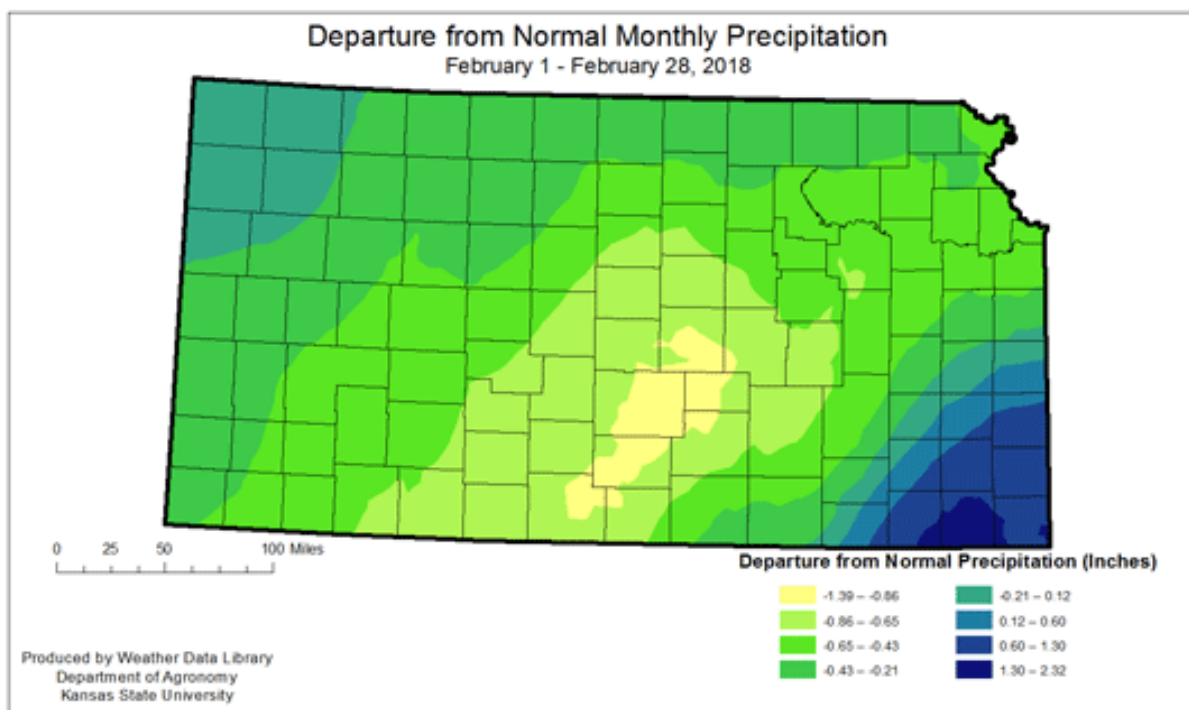 Departure from Normal Monthly Precipitation
February 1 - February 28, 2018
0 25 50 100 Miles
Departure from Normal Precipitation (Inches)
-1.39 – -0.86
-0.86 – -0.65
-0.65 – -0.43
-0.43 – -0.21
-0.21 – 0.12
0.12 – 0.60
0.60 – 1.30
1.30 – 2.32
Produced by Weather Data Library
Department of Agronomy
Kansas State University